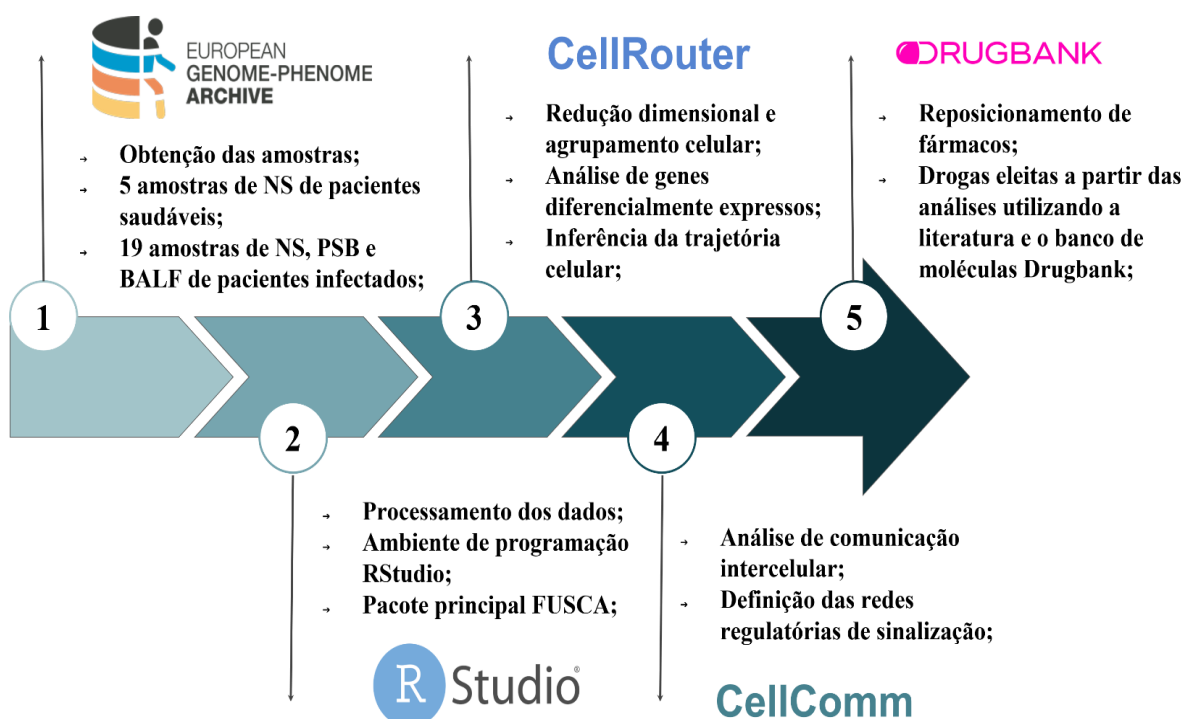 EUROPEAN
GENOME-PHENOME
ARCHIVE
→ Obtenção das amostras;
→ 5 amostras de NS de pacientes
saudáveis;
→ 19 amostras de NS, PSB e
BALF de pacientes infectados;
1
2
→ Processamento dos dados;
→ Ambiente de programação
RStudio;
→ Pacote principal FUSCA;
R Studio®
CellRouter
→ Redução dimensional e
agrupamento celular;
→ Análise de genes
diferencialmente expressos;
→ Inferência da trajetória
celular;
3
4
→ Análise de comunicação
intercelular;
→ Definição das redes
regulatórias de sinalização;
CellComm
DRUGBANK
→ Reposicionamento de
fármacos;
→ Drogas eleitas a partir das
análises utilizando a
literatura e o banco de
moléculas Drugbank;
5